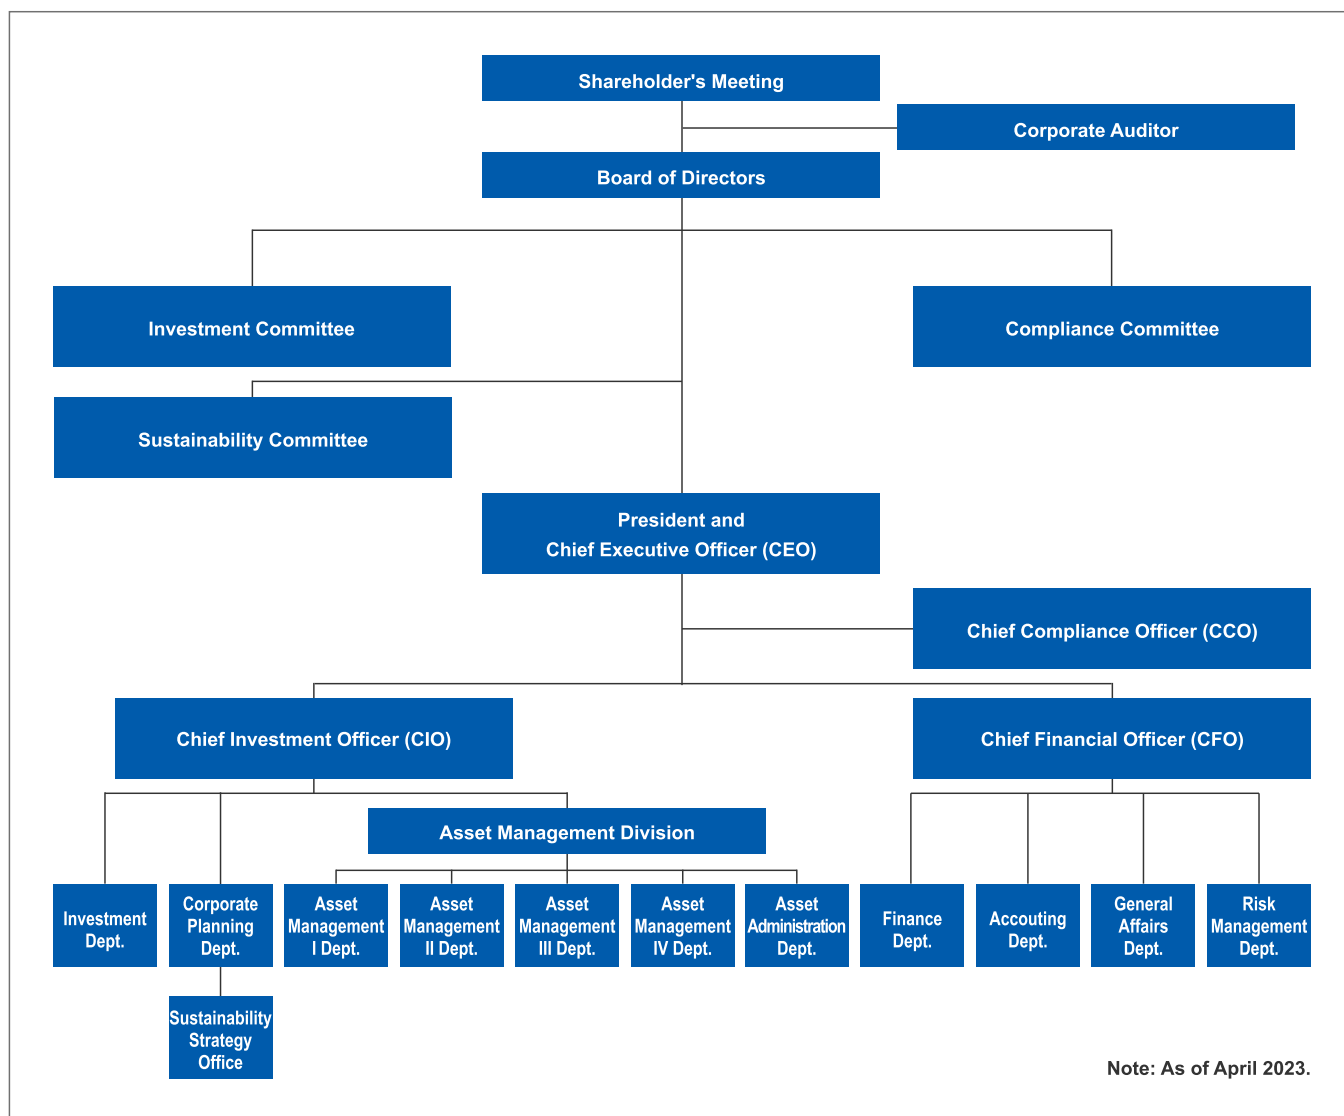 Shareholder's Meeting
Corporate Auditor
Board of Directors
Investment Committee
Compliance Committee
Sustainability Committee
President and
Chief Executive Officer (CEO)
Chief Compliance Officer (CCO)
Chief Investment Officer (CIO)
Chief Financial Officer (CFO)
Asset Management Division
Investment
Dept.
Corporate
Planning
Dept.
Asset
Management
I Dept.
Asset
Management
II Dept.
Asset
Management
III Dept.
Asset
Management
IV Dept.
Asset
Administration
Dept.
Finance
Dept.
Accouting
Dept.
General
Affairs
Dept.
Risk
Management
Dept.
Sustainability
Strategy
Office
Note: As of April 2023.